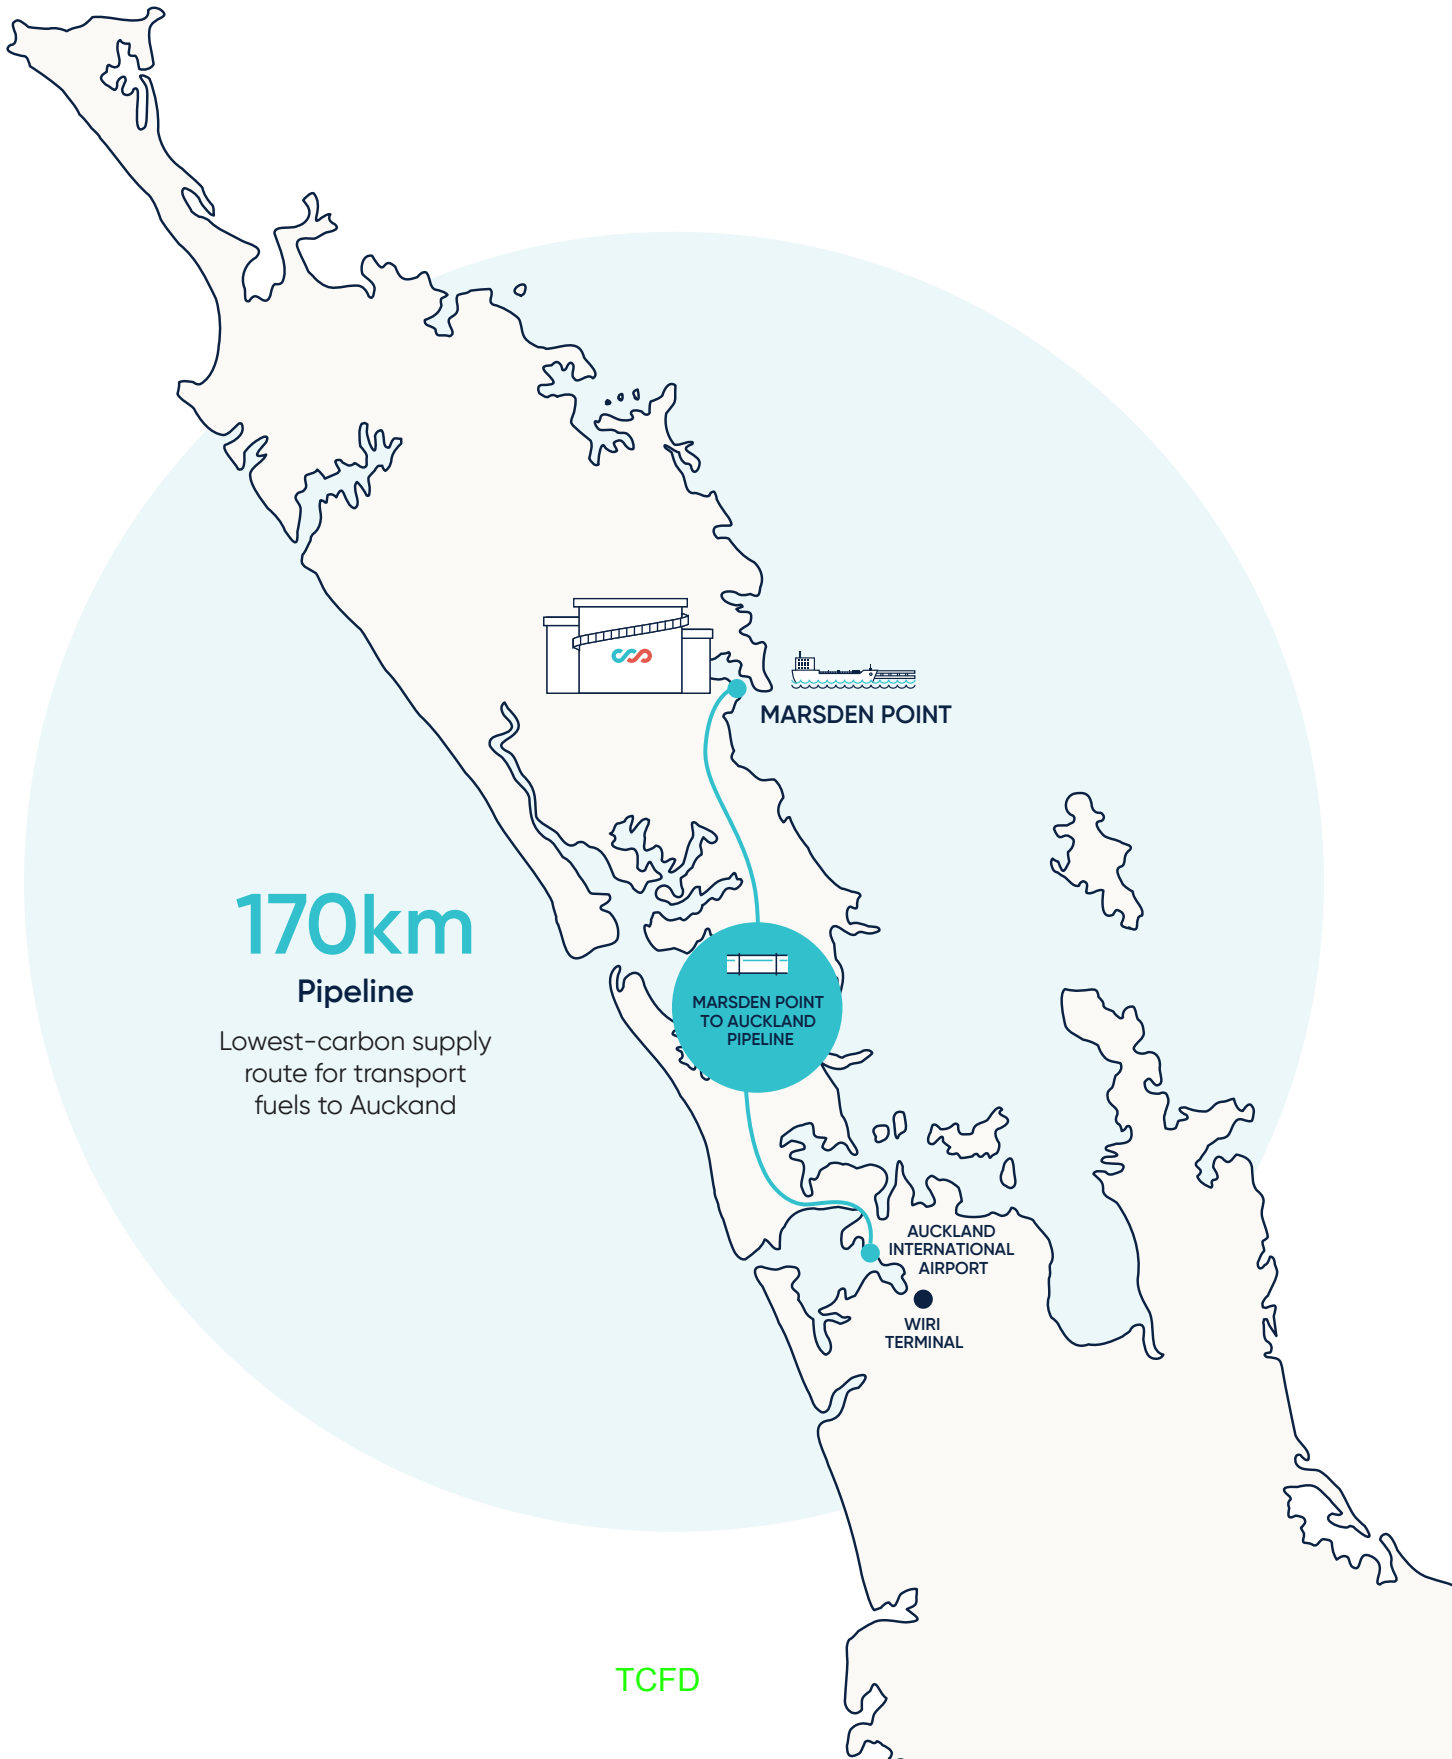 MARSDEN POINT
170km
Pipeline
Lowest-carbon supply
route for transport
fuels to Auckand
MARSDEN POINT
TO AUCKLAND
PIPELINE
AUCKLAND
INTERNATIONAL
AIRPORT
WIRI
TERMINAL
TCFD